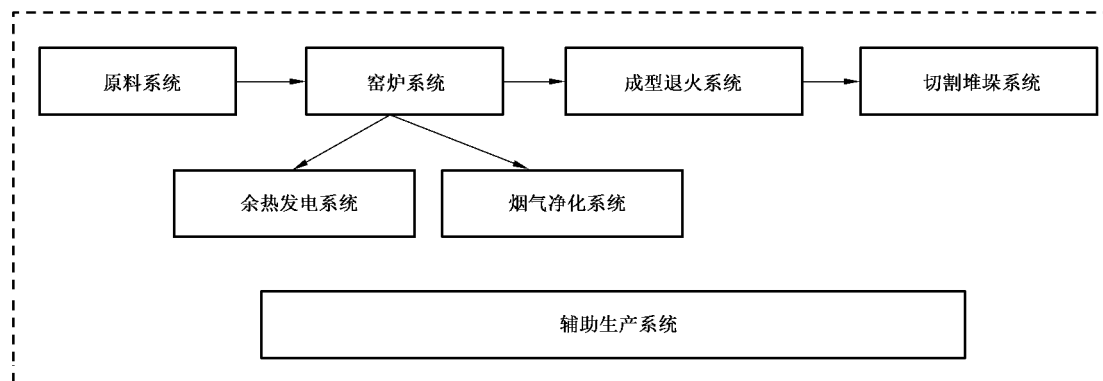 原料系统
窑炉系统
成型退火系统
切割堆垛系统
余热发电系统
烟气净化系统
辅助生产系统